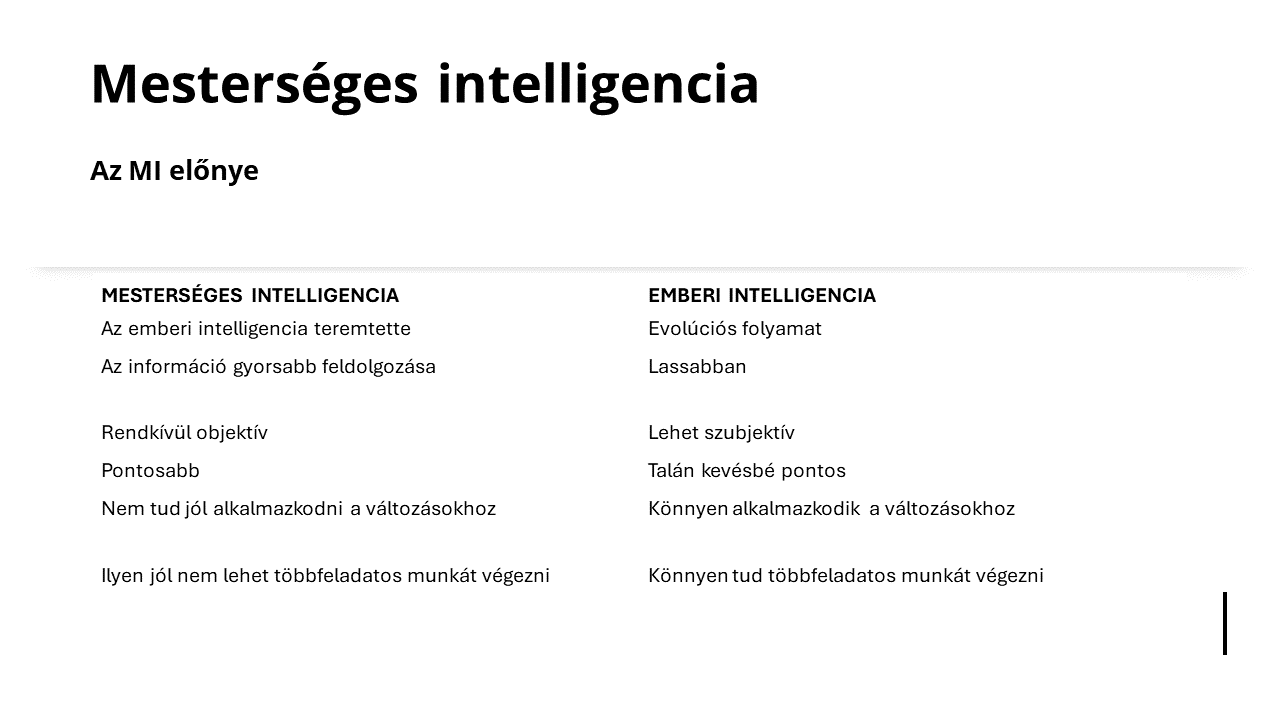 Mesterséges intelligencia
Az MI előnye
MESTERSÉGES INTELLIGENCIA EMBERI INTELLIGENCIA
Az emberi intelligencia teremtette Evolúciós folyamat
Az információ gyorsabb feldolgozása Lassabban
Rendkívül objektív Lehet szubjektív
Pontosabb Talán kevésbé pontos
Nem tud jól alkalmazkodni a változásokhoz Könnyen alkalmazkodik a változásokhoz
Ilyen jól nem lehet többfeladatos munkát végezni Könnyen tud többfeladatos munkát végezni